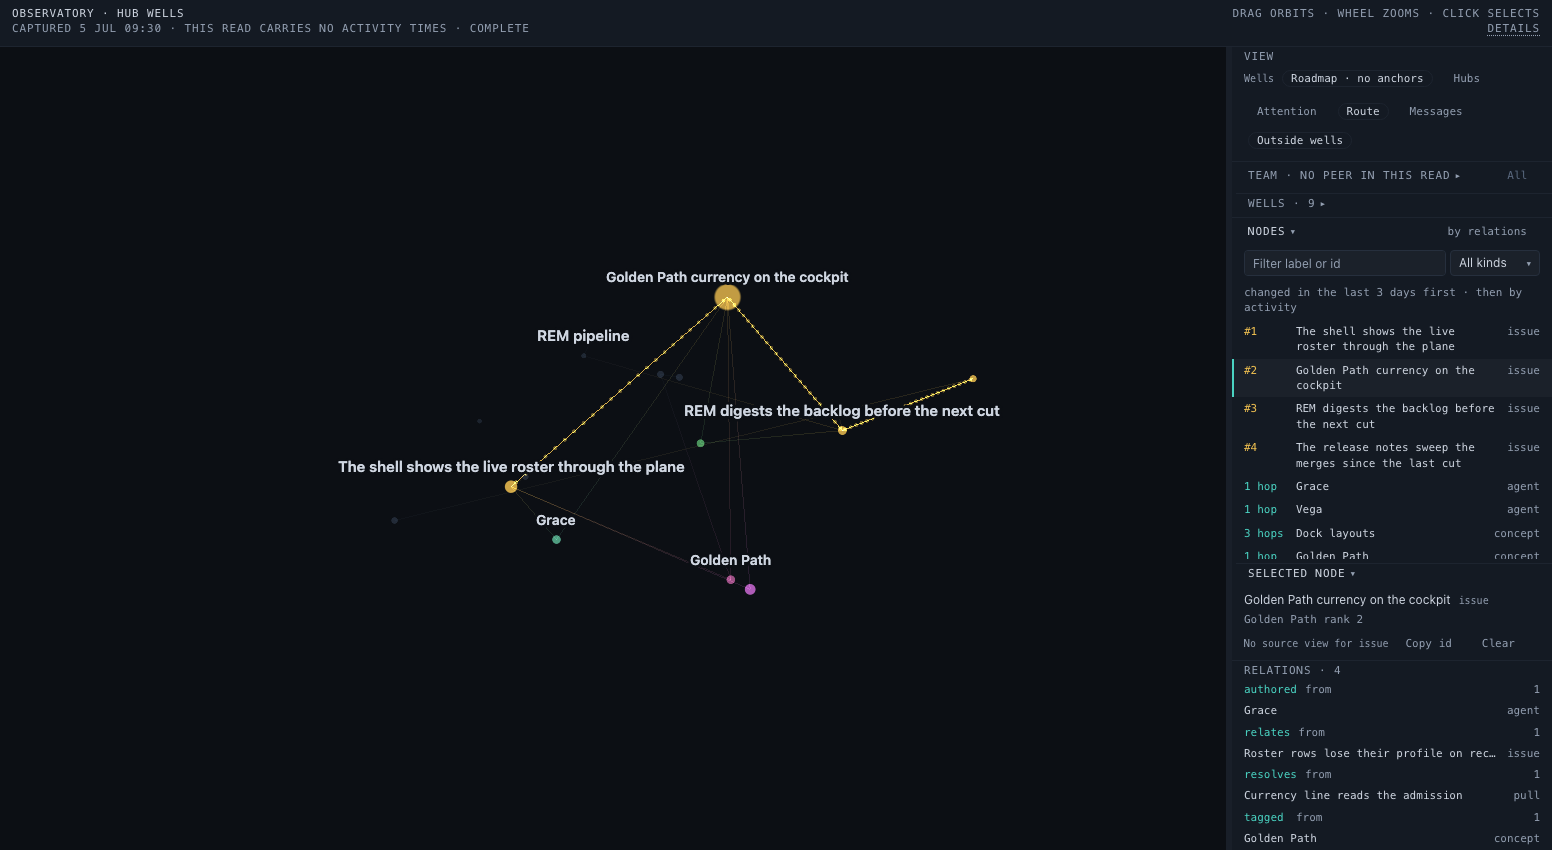 OBSERVATORY · HUB WELLS
CAPTURED 5 JUL 09:30 · THIS READ CARRIES NO ACTIVITY TIMES · COMPLETE
DRAG ORBITS · WHEEL ZOOMS · CLICK SELECTS
DETAILS
Golden Path currency on the cockpit
REM pipeline
REM digests the backlog before the next cut
The shell shows the live roster through the plane
Grace
Golden Path
VIEW
Wells Roadmap · no anchors Hubs
Attention Route Messages
Outside wells
TEAM · NO PEER IN THIS READ ▸ All
WELLS · 9 ▸
NODES ▾ by relations
Filter label or id All kinds ▾
changed in the last 3 days first · then by
activity
#1 The shell shows the live issue
roster through the plane
#2 Golden Path currency on the issue
cockpit
#3 REM digests the backlog before issue
the next cut
#4 The release notes sweep the issue
merges since the last cut
1 hop Grace agent
1 hop Vega agent
3 hops Dock layouts concept
1 hop Golden Path concept
SELECTED NODE ▾
Golden Path currency on the cockpit issue
Golden Path rank 2
No source view for issue Copy id Clear
RELATIONS · 4
authored from 1
Grace agent
relates from 1
Roster rows lose their profile on rec… issue
resolves from 1
Currency line reads the admission pull
tagged from 1
Golden Path concept